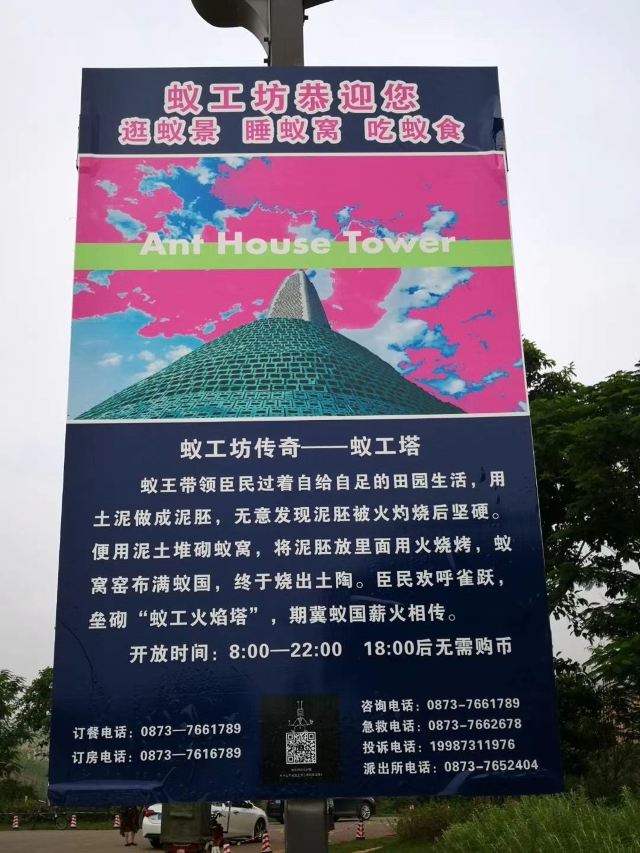 蚁工坊恭迎您
逛蚁景 睡蚁窝 吃蚁食
Ant House Tower
蚁工坊传奇——蚁工塔
蚁王带领臣民过着自给自足的田园生活，用
土泥做成泥胚，无意发现泥胚被火灼烧后坚硬。
便用泥土堆砌蚁窝，将泥胚放里面用火烧烤，蚁
窝窑布满蚁国，终于烧出土陶。臣民欢呼雀跃，
垒砌“蚁工火焰塔”，期冀蚁国薪火相传。
开放时间：8:00—22:00 18:00后无需购币
订餐电话：0873—7661789
订房电话：0873—7616789
咨询电话：0873-7661789
急救电话：0873-7662678
投诉电话：19987311976
派出所电话：0873-7652404